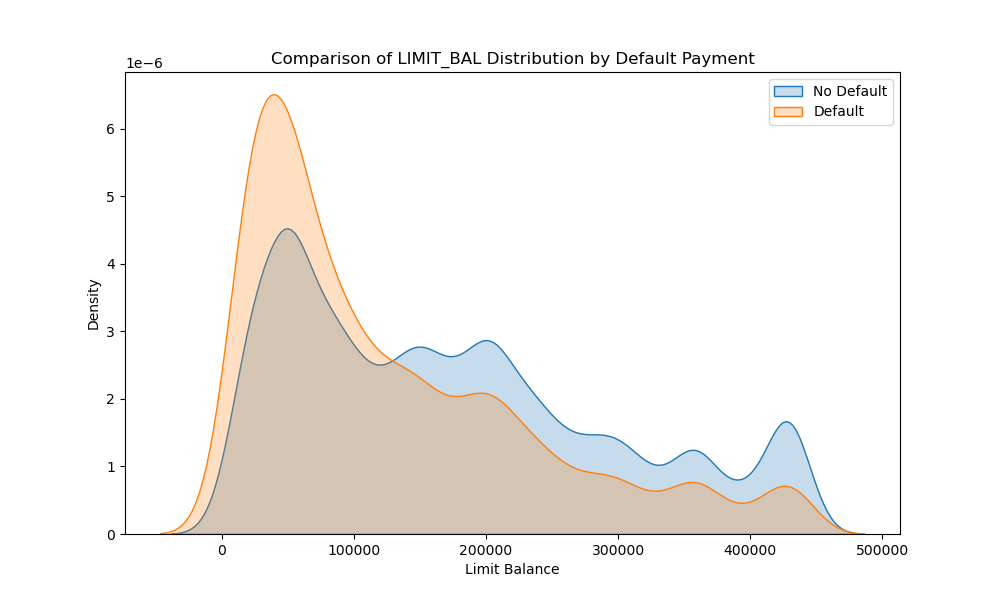 Comparison of LIMIT_BAL Distribution by Default Payment
1e−6
No Default
Default
6
5
4
3
2
1
0
Density
0 100000 200000 300000 400000 500000
Limit Balance